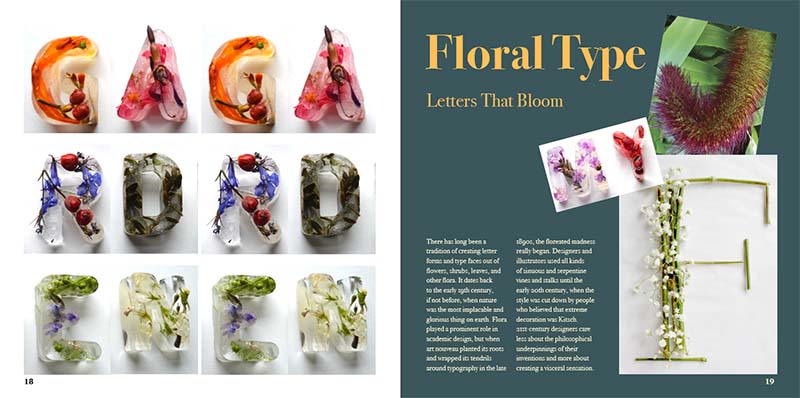 G A G A
R D R D
E N E N
18
Floral Type
Letters That Bloom
M Y
F
There has long been a
tradition of creating letter
forms and type faces out of
flowers, shrubs, leaves, and
other flora. It dates back
to the early 19th century,
if not before, when nature
was the most implacable and
glorious thing on earth. Flora
played a prominent role in
academic design, but when
art nouveau planted its roots
and wrapped its tendrils
around typography in the late
1890s, the floreated madness
really began. Designers and
illustrators used all kinds
of sinuous and serpentine
vines and stalks until the
early 20th century, when the
style was cut down by people
who believed that extreme
decoration was Kitsch.
21st-century designers care
less about the philosophical
underpinnings of their
inventions and more about
creating a visceral sensation.
19